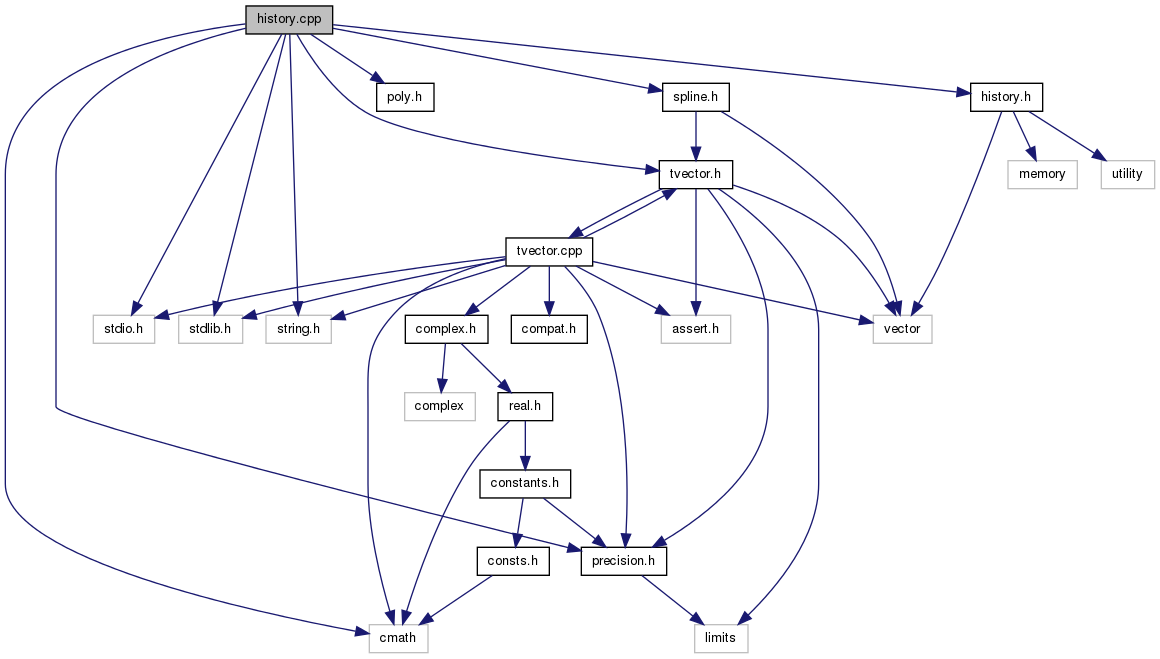 history.cpp
poly.h
spline.h
history.h
tvector.h
memory
utility
tvector.cpp
stdio.h
stdlib.h
string.h
complex.h
compat.h
assert.h
vector
complex
real.h
constants.h
consts.h
precision.h
cmath
limits